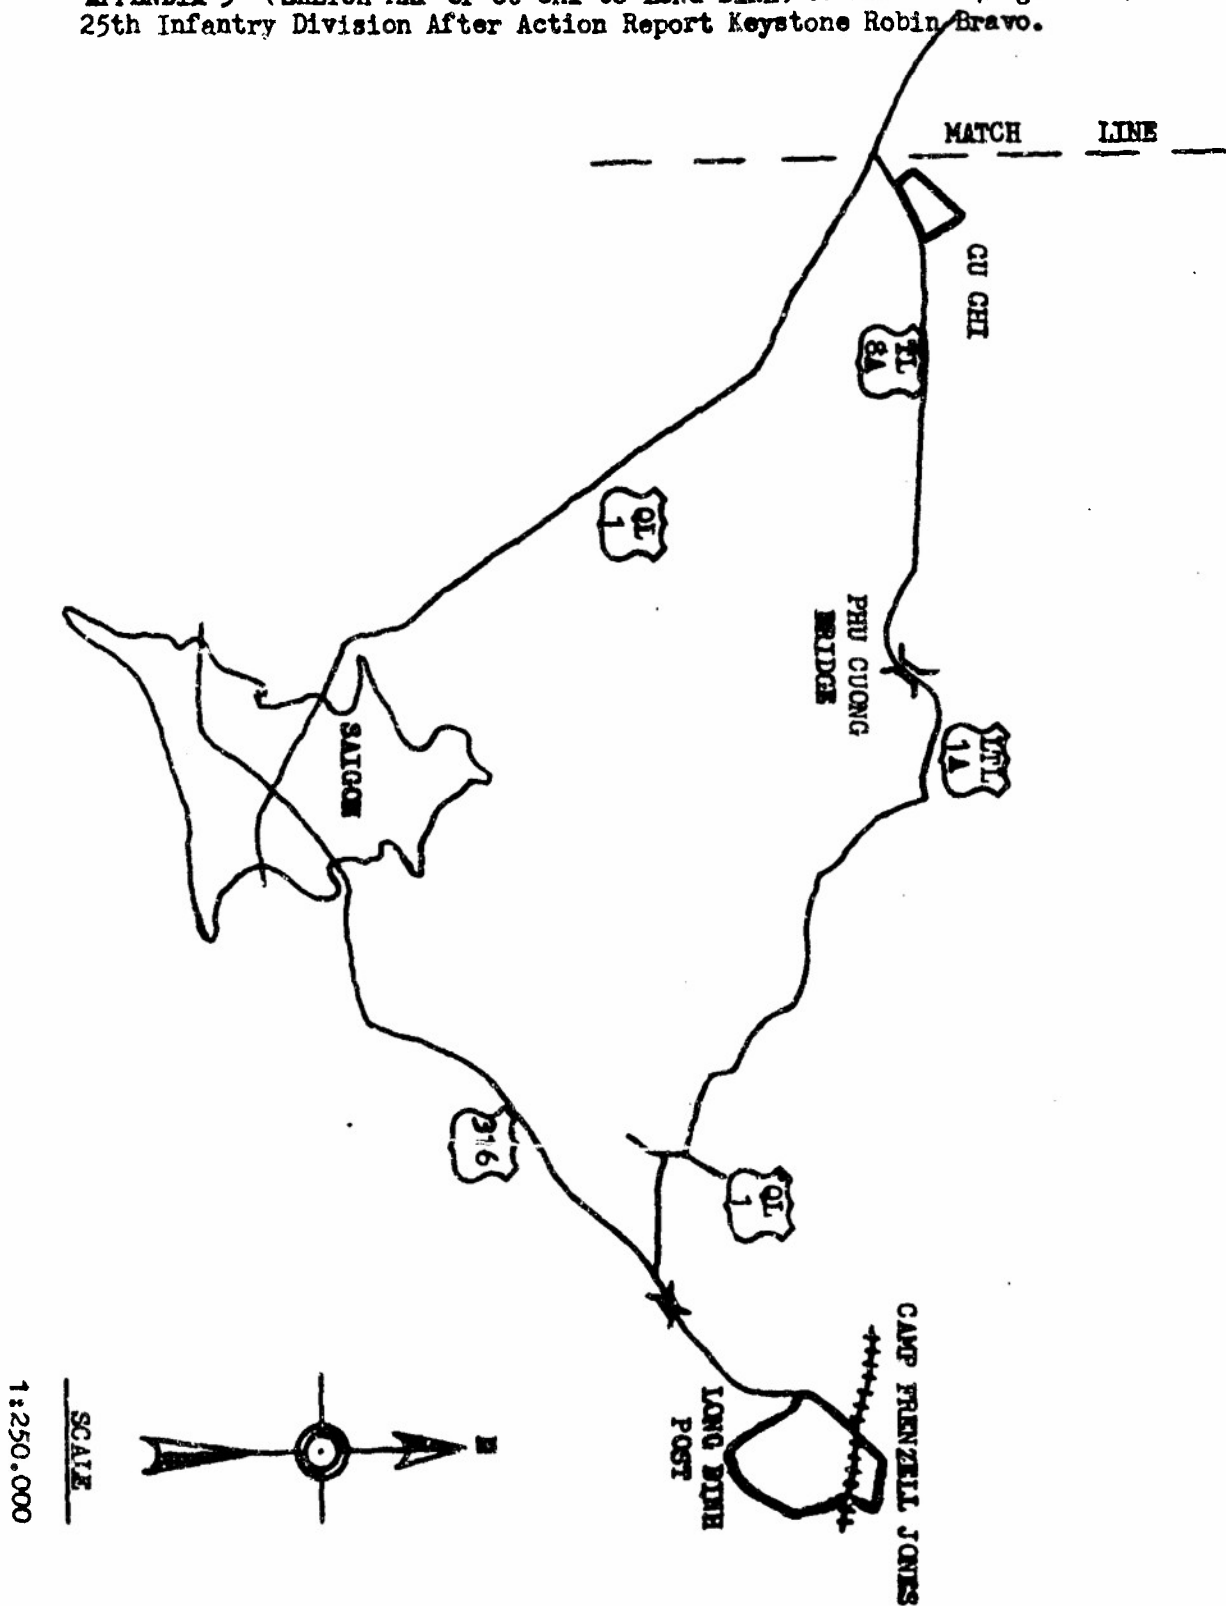 25th Infantry Division After Action Report Keystone Robin Bravo.
MATCH LINE
CU CHI
TL
8A
QL
1
PHU CUONG
BRIDGE
LTL
1A
SAIGON
316
QL
1
CAMP FRENZELL JONES
LONG BINH
POST
N
SCALE
1:250.000